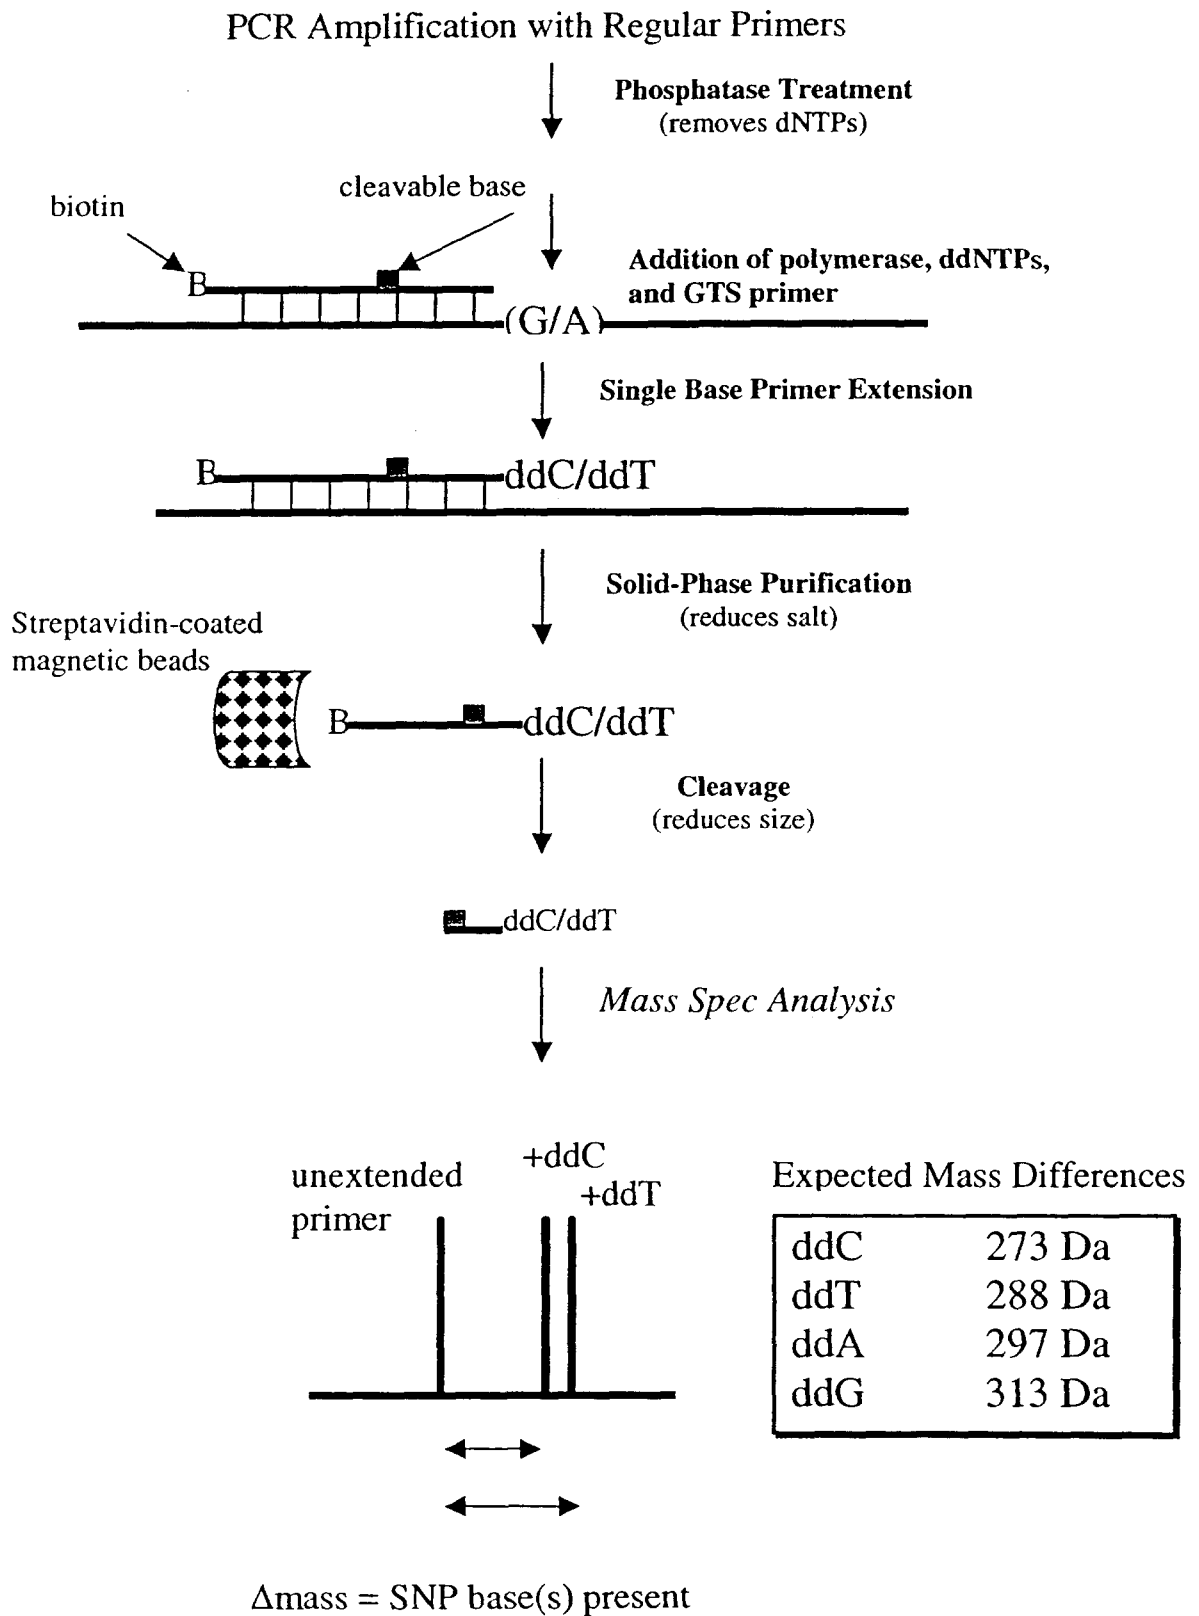 PCR Amplification with Regular Primers
Phosphatase Treatment
(removes dNTPs)
cleavable base
biotin
B
Addition of polymerase, ddNTPs,
and GTS primer
(G/A)
Single Base Primer Extension
B
ddC/ddT
Solid-Phase Purification
(reduces salt)
Streptavidin-coated
magnetic beads
B
ddC/ddT
Cleavage
(reduces size)
ddC/ddT
Mass Spec Analysis
unextended
primer
+ddC
+ddT
Expected Mass Differences
ddC 273 Da
ddT 288 Da
ddA 297 Da
ddG 313 Da
Δmass = SNP base(s) present